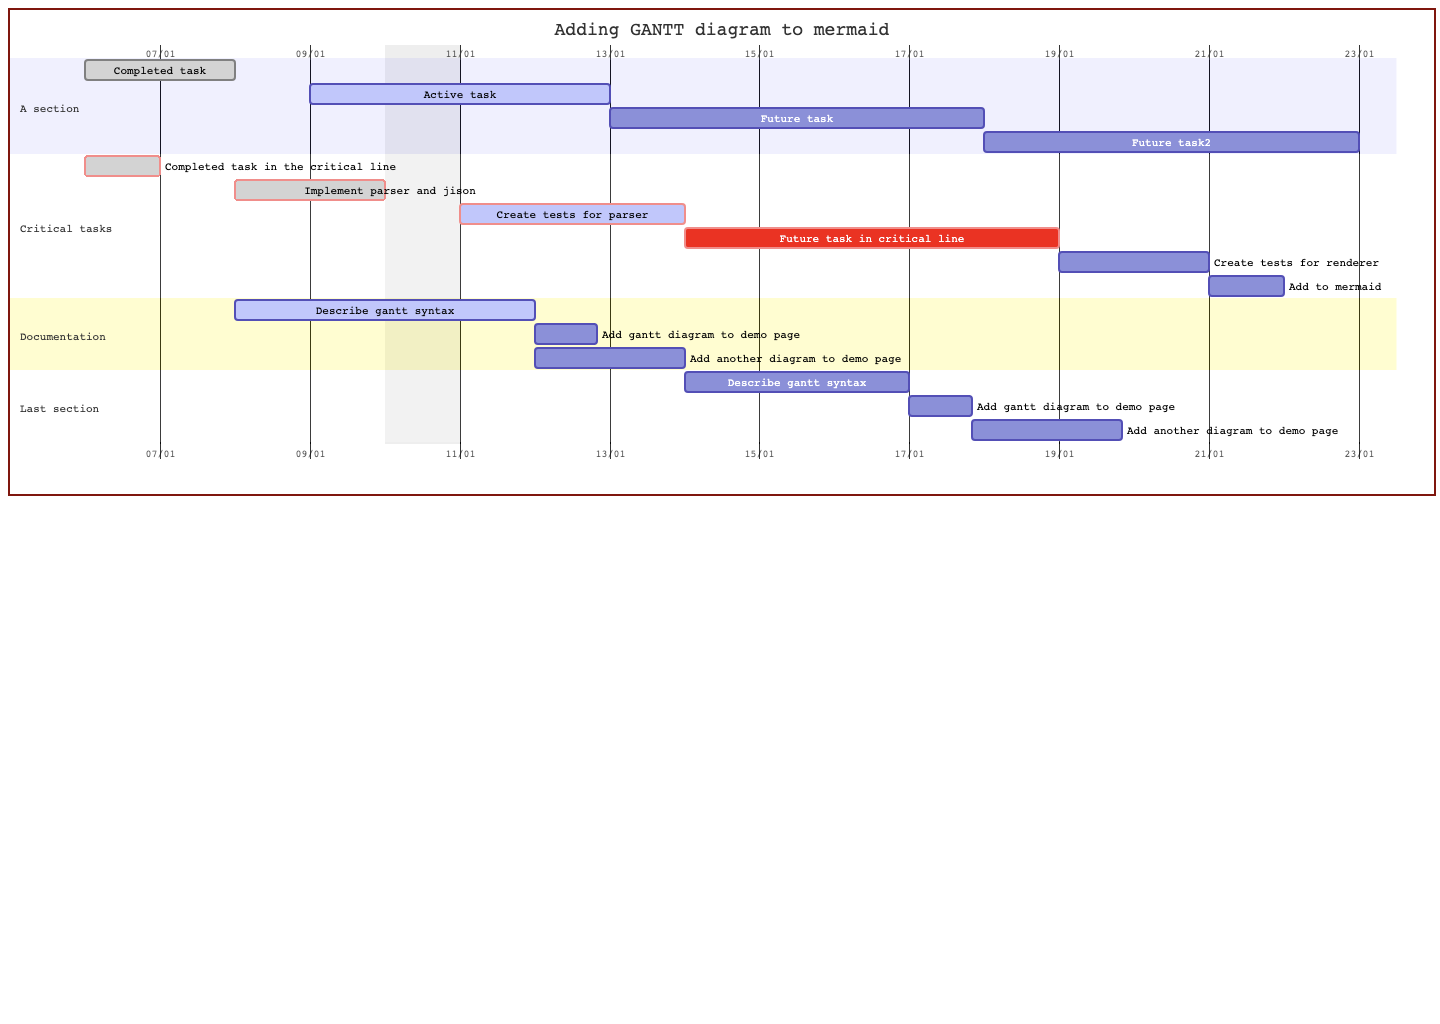 Adding GANTT diagram to mermaid
07/01 09/01 11/01 13/01 15/01 17/01 19/01 21/01 23/01
Completed task
Active task
A section
Future task
Future task2
Completed task in the critical line
Implement parser and jison
Create tests for parser
Critical tasks
Future task in critical line
Create tests for renderer
Add to mermaid
Describe gantt syntax
Documentation
Add gantt diagram to demo page
Add another diagram to demo page
Describe gantt syntax
Last section
Add gantt diagram to demo page
Add another diagram to demo page
07/01 09/01 11/01 13/01 15/01 17/01 19/01 21/01 23/01